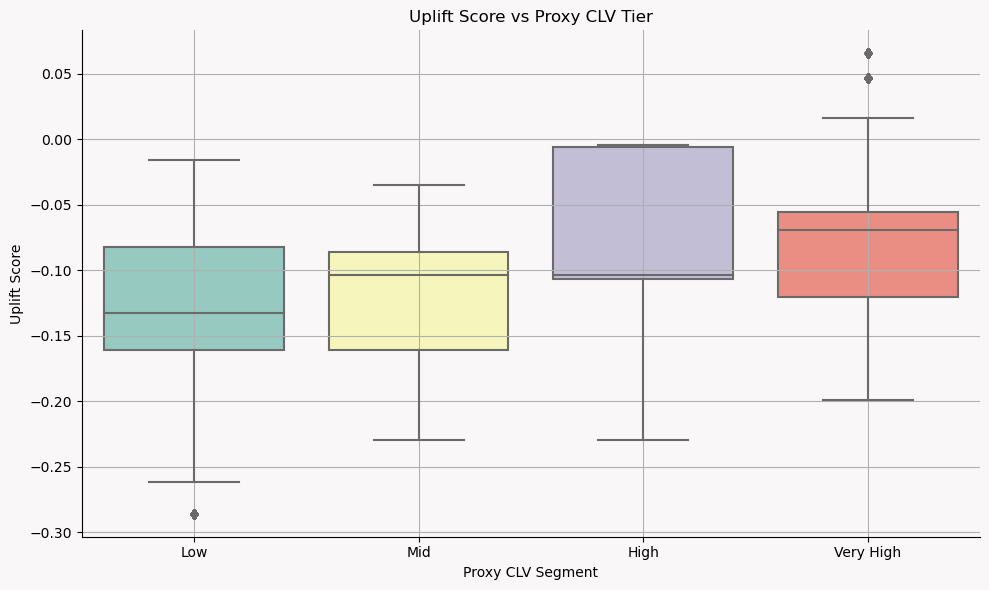 Uplift Score vs Proxy CLV Tier
Uplift Score
0.05
0.00
−0.05
−0.10
−0.15
−0.20
−0.25
−0.30
Low
Mid
High
Very High
Proxy CLV Segment